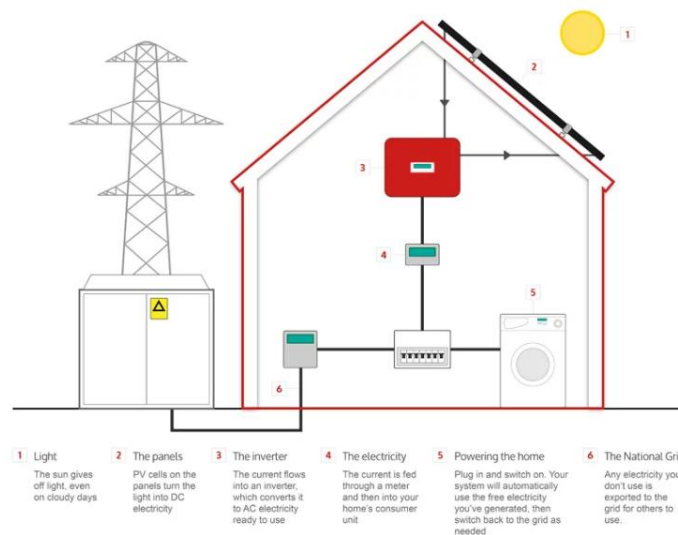 1
2
3
4
5
6
1 Light
The sun gives
off light, even
on cloudy days
2 The panels
PV cells on the
panels turn the
light into DC
electricity
3 The inverter
The current flows
into an inverter,
which converts it
to AC electricity
ready to use
4 The electricity
The current is fed
through a meter
and then into your
home's consumer
unit
5 Powering the home
Plug in and switch on. Your
system will automatically
use the free electricity
you've generated, then
switch back to the grid as
needed
6 The National Gri
Any electricity you
don't use is
exported to the
grid for others to
use.